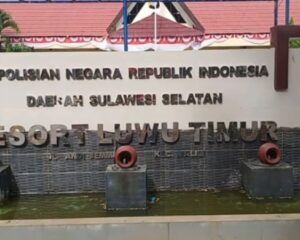 POLISIAN NEGARA REPUBLIK INDONESIA
DAERAH SULAWESI SELATAN
ESORT LUWU TIMUR